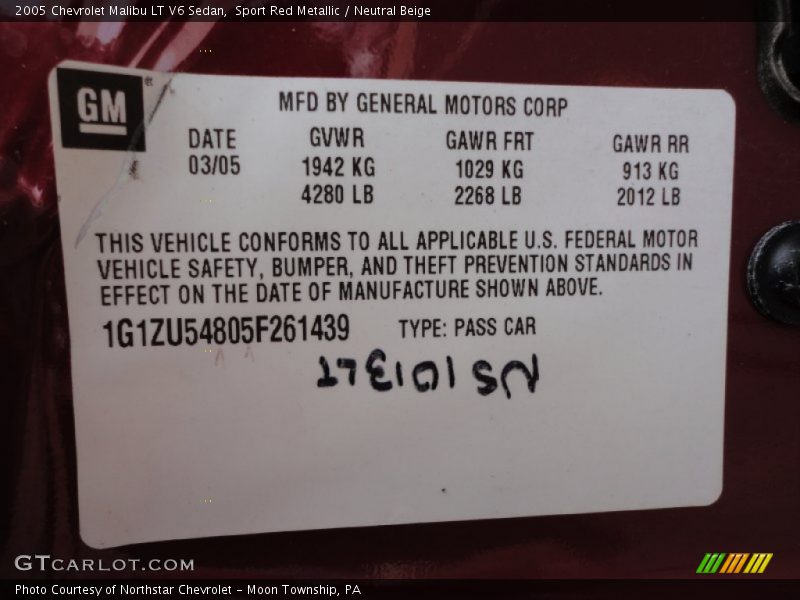 2005 Chevrolet Malibu LT V6 Sedan, Sport Red Metallic / Neutral Beige
GM
MFD BY GENERAL MOTORS CORP
DATE GVWR GAWR FRT GAWR RR
03/05 1942 KG 1029 KG 913 KG
4280 LB 2268 LB 2012 LB
THIS VEHICLE CONFORMS TO ALL APPLICABLE U.S. FEDERAL MOTOR
VEHICLE SAFETY, BUMPER, AND THEFT PREVENTION STANDARDS IN
EFFECT ON THE DATE OF MANUFACTURE SHOWN ABOVE.
1G1ZU54805F261439 TYPE: PASS CAR
GTCARLOT.COM
Photo Courtesy of Northstar Chevrolet - Moon Township, PA